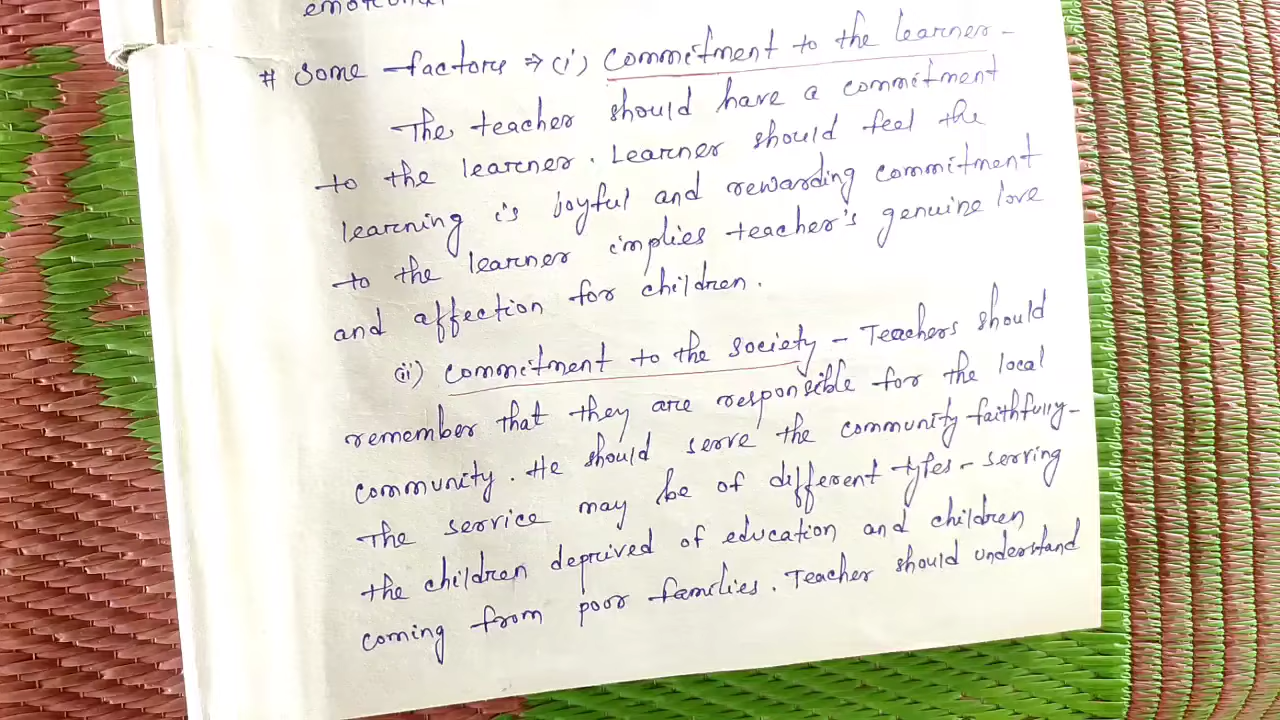 emotional
# Some factors ⇒ (i) Commitment to the learner -
The teacher should have a commitment
to the learner. Learner should feel the
learning is joyful and rewarding commitment
to the learner implies teacher's genuine love
and affection for children.
(ii) Commitment to the society - Teachers should
remember that they are responsible for the local
community. He should serve the community faithfully-
The service may be of different types - serving
the children deprived of education and children
coming from poor families. Teacher should understand